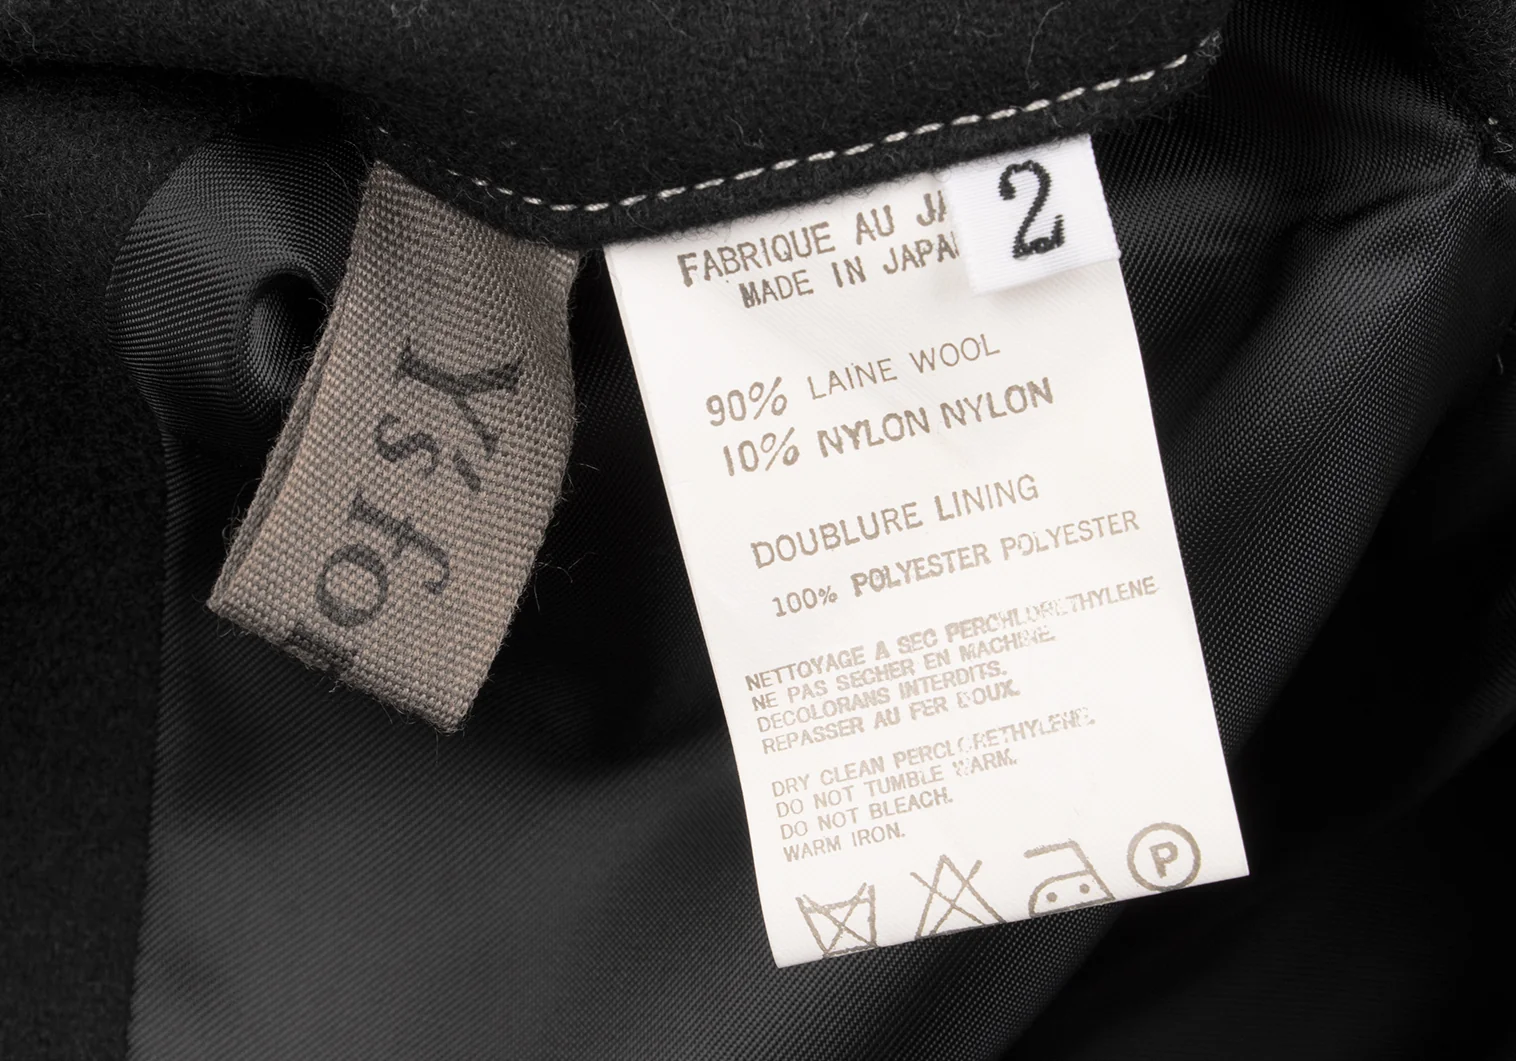 Y's for
FABRIQUE AU JA
MADE IN JAPA
2
90% LAINE WOOL
10% NYLON NYLON
DOUBLURE LINING
100% POLYESTER POLYESTER
NETTOYAGE A SEC PERCHLORETHYLENE
NE PAS SECHER EN MACHINE.
DECOLORANS INTERDITS.
REPASSER AU FER DOUX.
DRY CLEAN PERCLORETHYLENE.
DO NOT TUMBLE WARM.
DO NOT BLEACH.
WARM IRON.
P